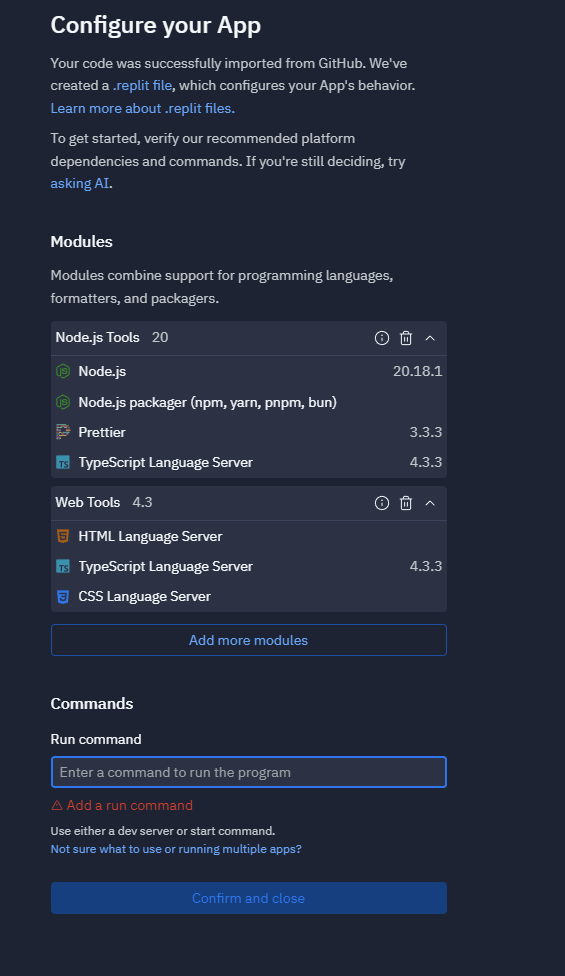 Configure your App
Your code was successfully imported from GitHub. We've
created a .replit file, which configures your App's behavior.
Learn more about .replit files.
To get started, verify our recommended platform
dependencies and commands. If you're still deciding, try
asking AI.
Modules
Modules combine support for programming languages,
formatters, and packagers.
Node.js Tools 20
Node.js 20.18.1
Node.js packager (npm, yarn, pnpm, bun)
Prettier 3.3.3
TypeScript Language Server 4.3.3
Web Tools 4.3
HTML Language Server
TypeScript Language Server 4.3.3
CSS Language Server
Add more modules
Commands
Run command
Enter a command to run the program
Add a run command
Use either a dev server or start command.
Not sure what to use or running multiple apps?
Confirm and close